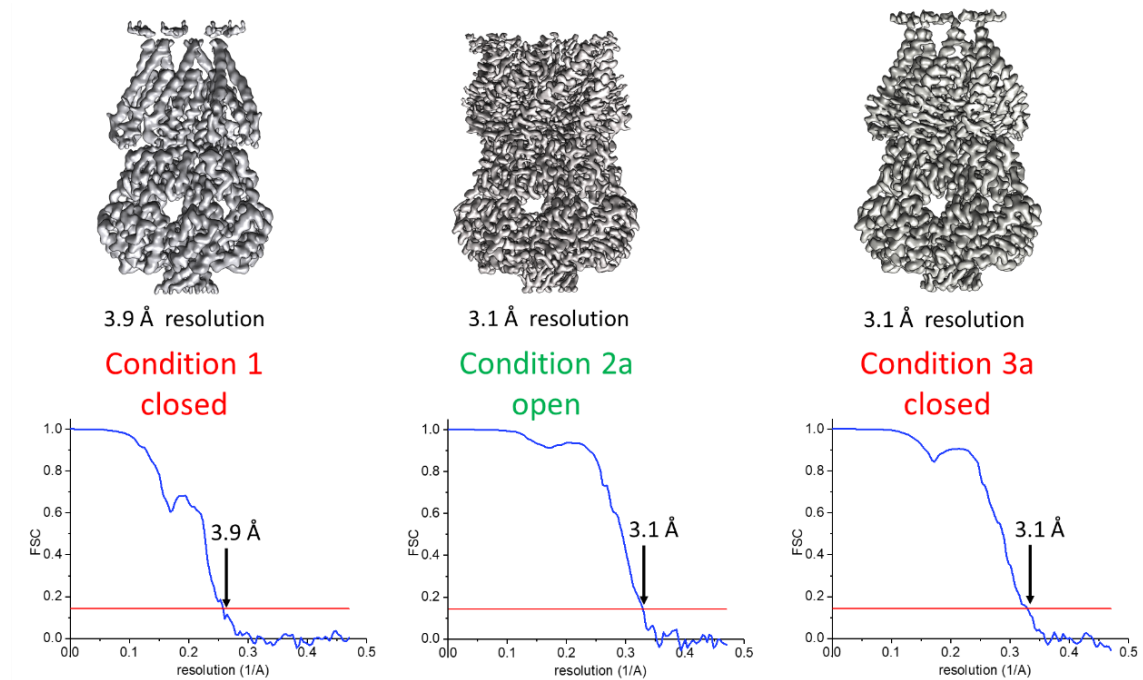 3.9 Å resolution
3.1 Å resolution
3.1 Å resolution
Condition 1
closed
Condition 2a
open
Condition 3a
closed
1.0
0.8
0.6
0.4
0.2
0.0
FSC
3.9 Å
0.0
0.1
0.2
0.3
0.4
0.5
resolution (1/A)
1.0
0.8
0.6
0.4
0.2
0.0
FSC
3.1 Å
0.0
0.1
0.2
0.3
0.4
0.5
resolution (1/A)
1.0
0.8
0.6
0.4
0.2
0.0
FSC
3.1 Å
0.0
0.1
0.2
0.3
0.4
0.5
resolution (1/A)